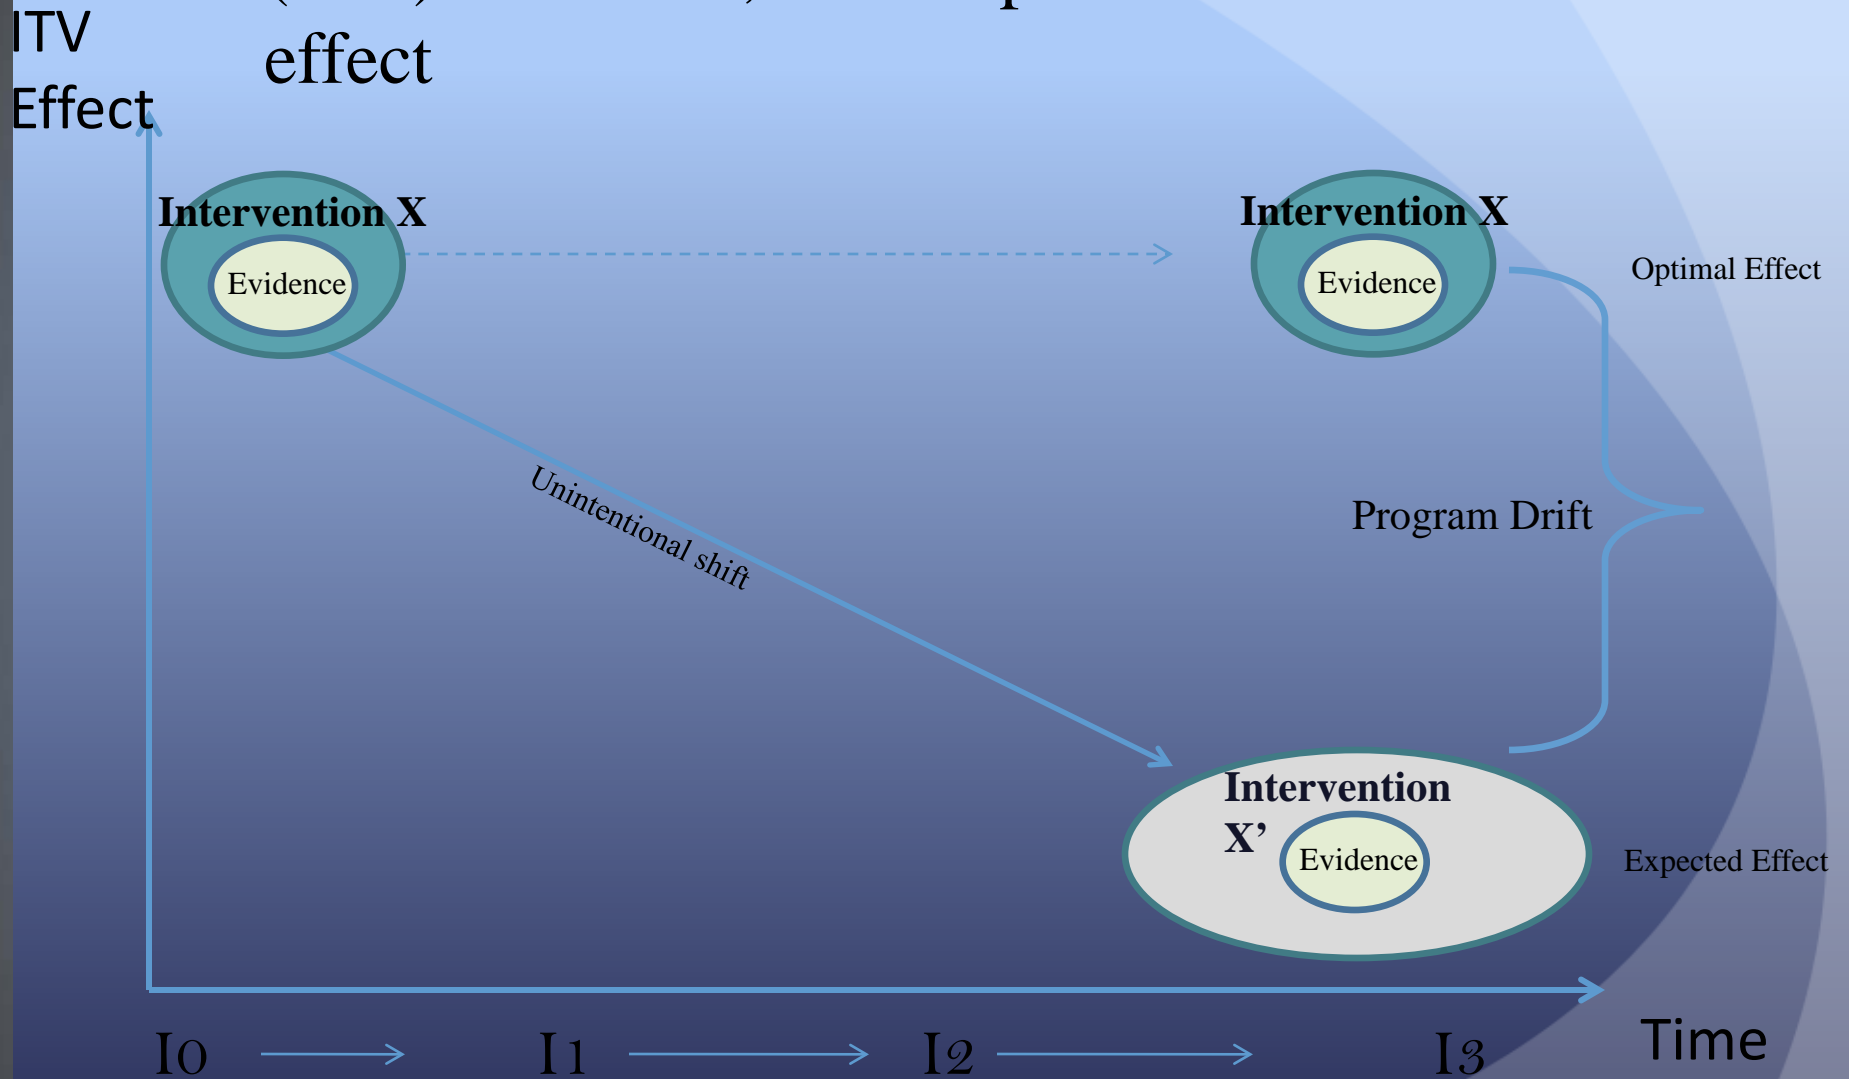 effect
ITV
Effect
Intervention X
Evidence
Intervention X
Evidence
Optimal Effect
Unintentional shift
Program Drift
Intervention
X’
Evidence
Expected Effect
I0
I1
I2
I3
Time